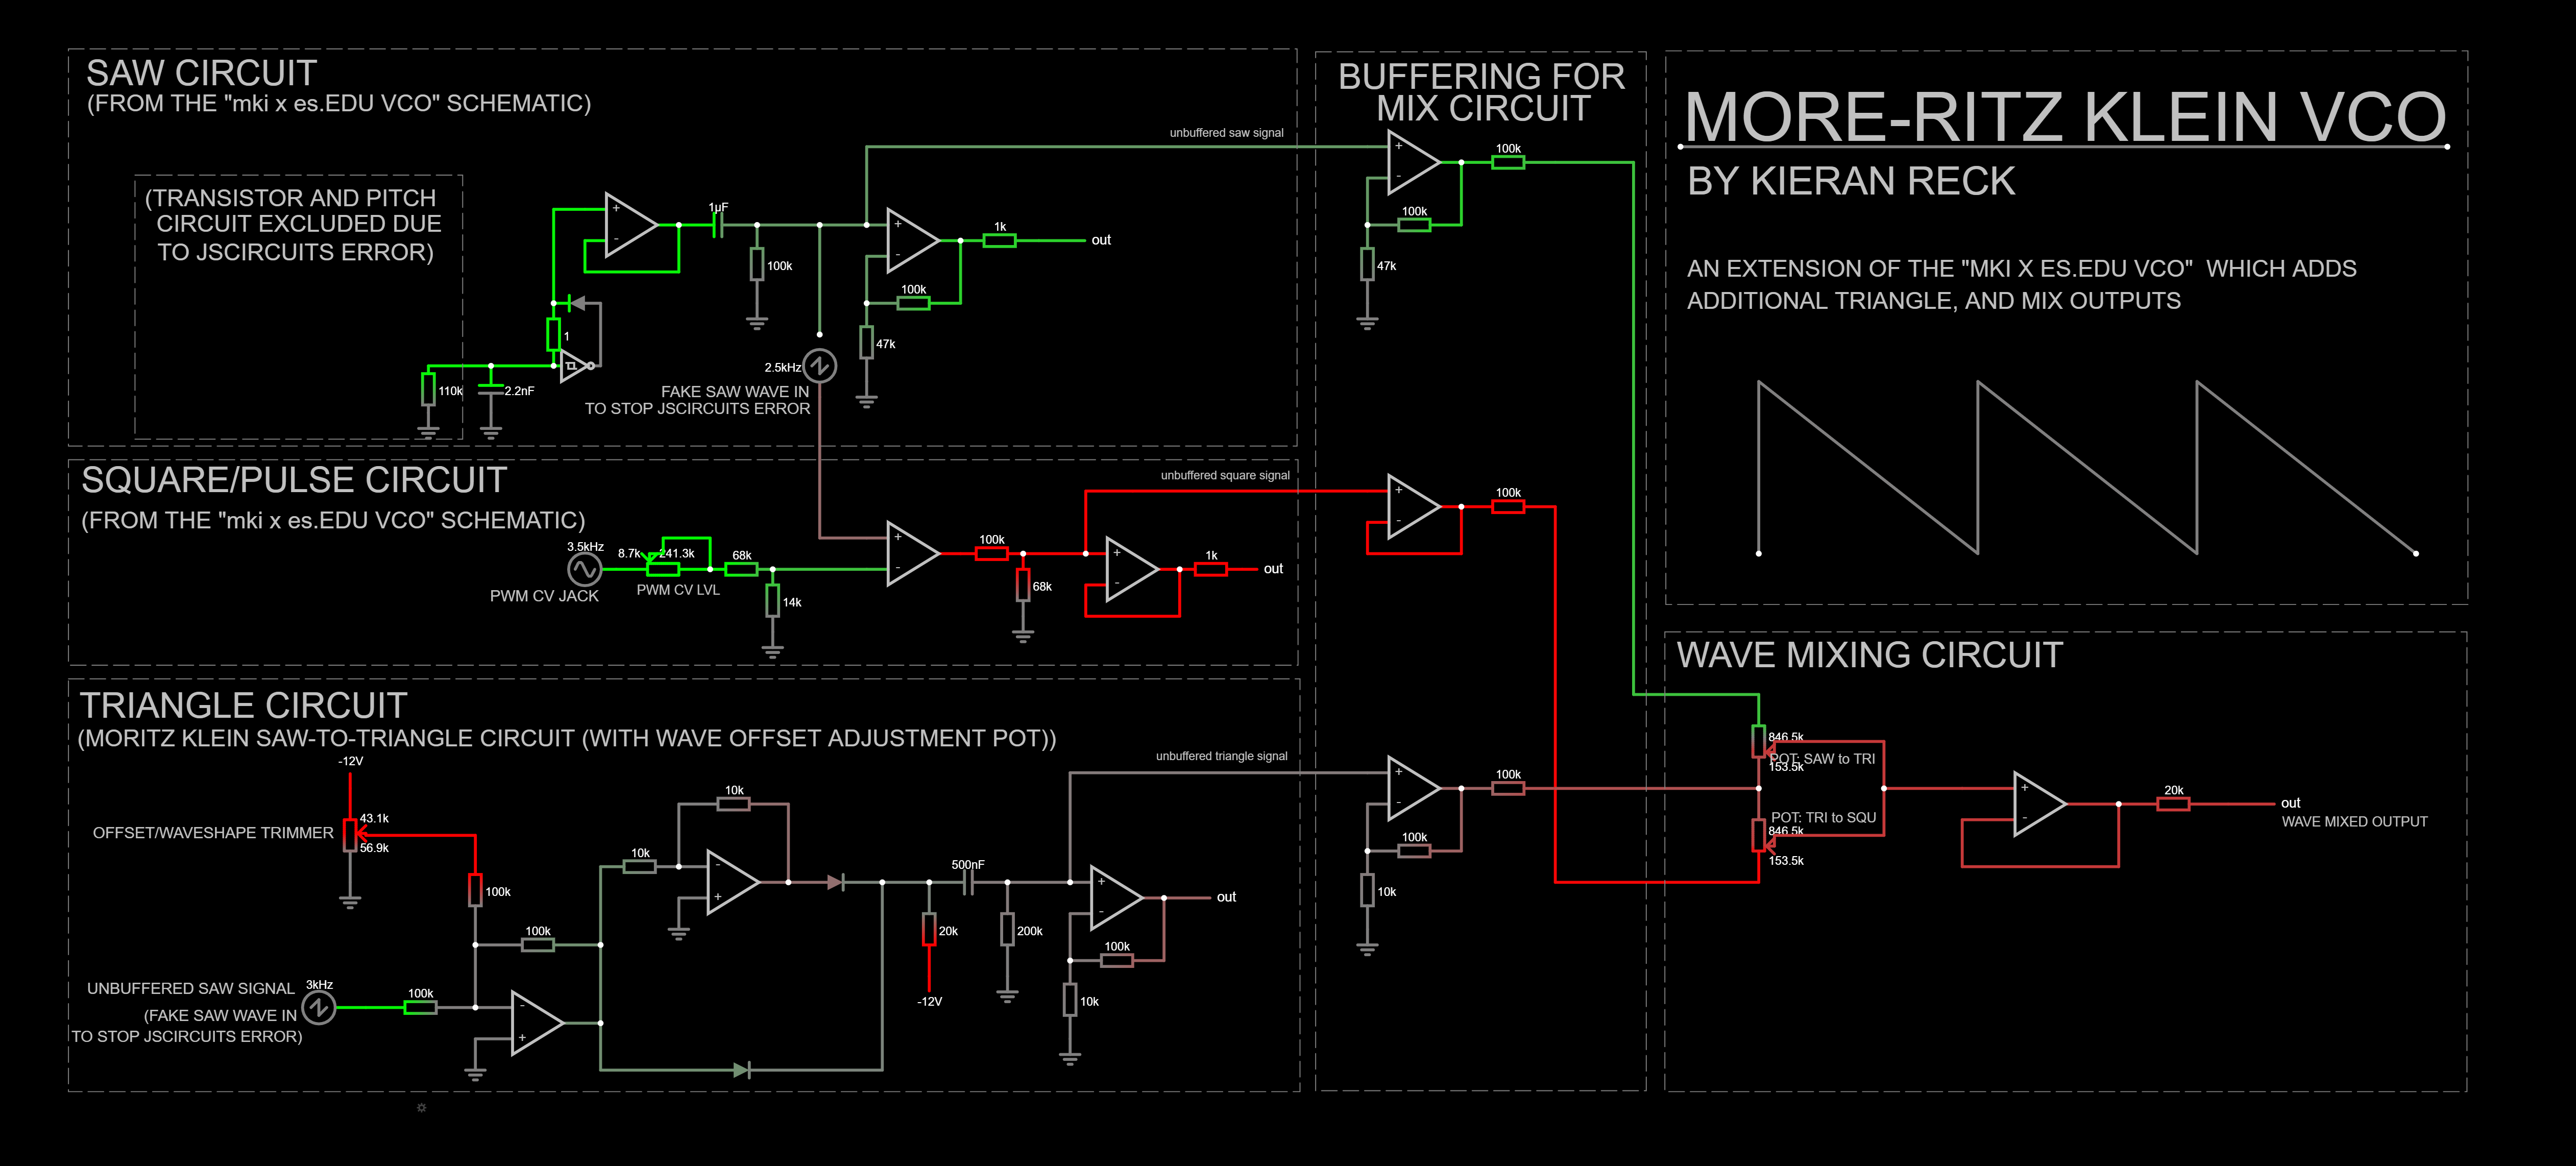 SAW CIRCUIT
(FROM THE "mki x es.EDU VCO" SCHEMATIC)
unbuffered saw signal
(TRANSISTOR AND PITCH
CIRCUIT EXCLUDED DUE
TO JSCIRCUITS ERROR)
+
-
1μF
100k
+
-
1k
out
100k
47k
1
110k
2.2nF
2.5kHz
FAKE SAW WAVE IN
TO STOP JSCIRCUITS ERROR
SQUARE/PULSE CIRCUIT
(FROM THE "mki x es.EDU VCO" SCHEMATIC)
unbuffered square signal
3.5kHz
PWM CV JACK
8.7k
241.3k
PWM CV LVL
68k
14k
+
-
100k
68k
+
-
1k
out
TRIANGLE CIRCUIT
(MORITZ KLEIN SAW-TO-TRIANGLE CIRCUIT (WITH WAVE OFFSET ADJUSTMENT POT))
unbuffered triangle signal
-12V
43.1k
OFFSET/WAVESHAPE TRIMMER
56.9k
100k
100k
UNBUFFERED SAW SIGNAL
3kHz
(FAKE SAW WAVE IN
TO STOP JSCIRCUITS ERROR)
100k
-
+
10k
10k
-
+
500nF
20k
-12V
200k
+
-
out
100k
10k
BUFFERING FOR
MIX CIRCUIT
+
-
100k
100k
47k
+
-
100k
+
-
100k
100k
10k
MORE-RITZ KLEIN VCO
BY KIERAN RECK
AN EXTENSION OF THE "MKI X ES.EDU VCO" WHICH ADDS
ADDITIONAL TRIANGLE, AND MIX OUTPUTS
WAVE MIXING CIRCUIT
846.5k
POT: SAW to TRI
153.5k
POT: TRI to SQU
846.5k
153.5k
+
-
20k
out
WAVE MIXED OUTPUT